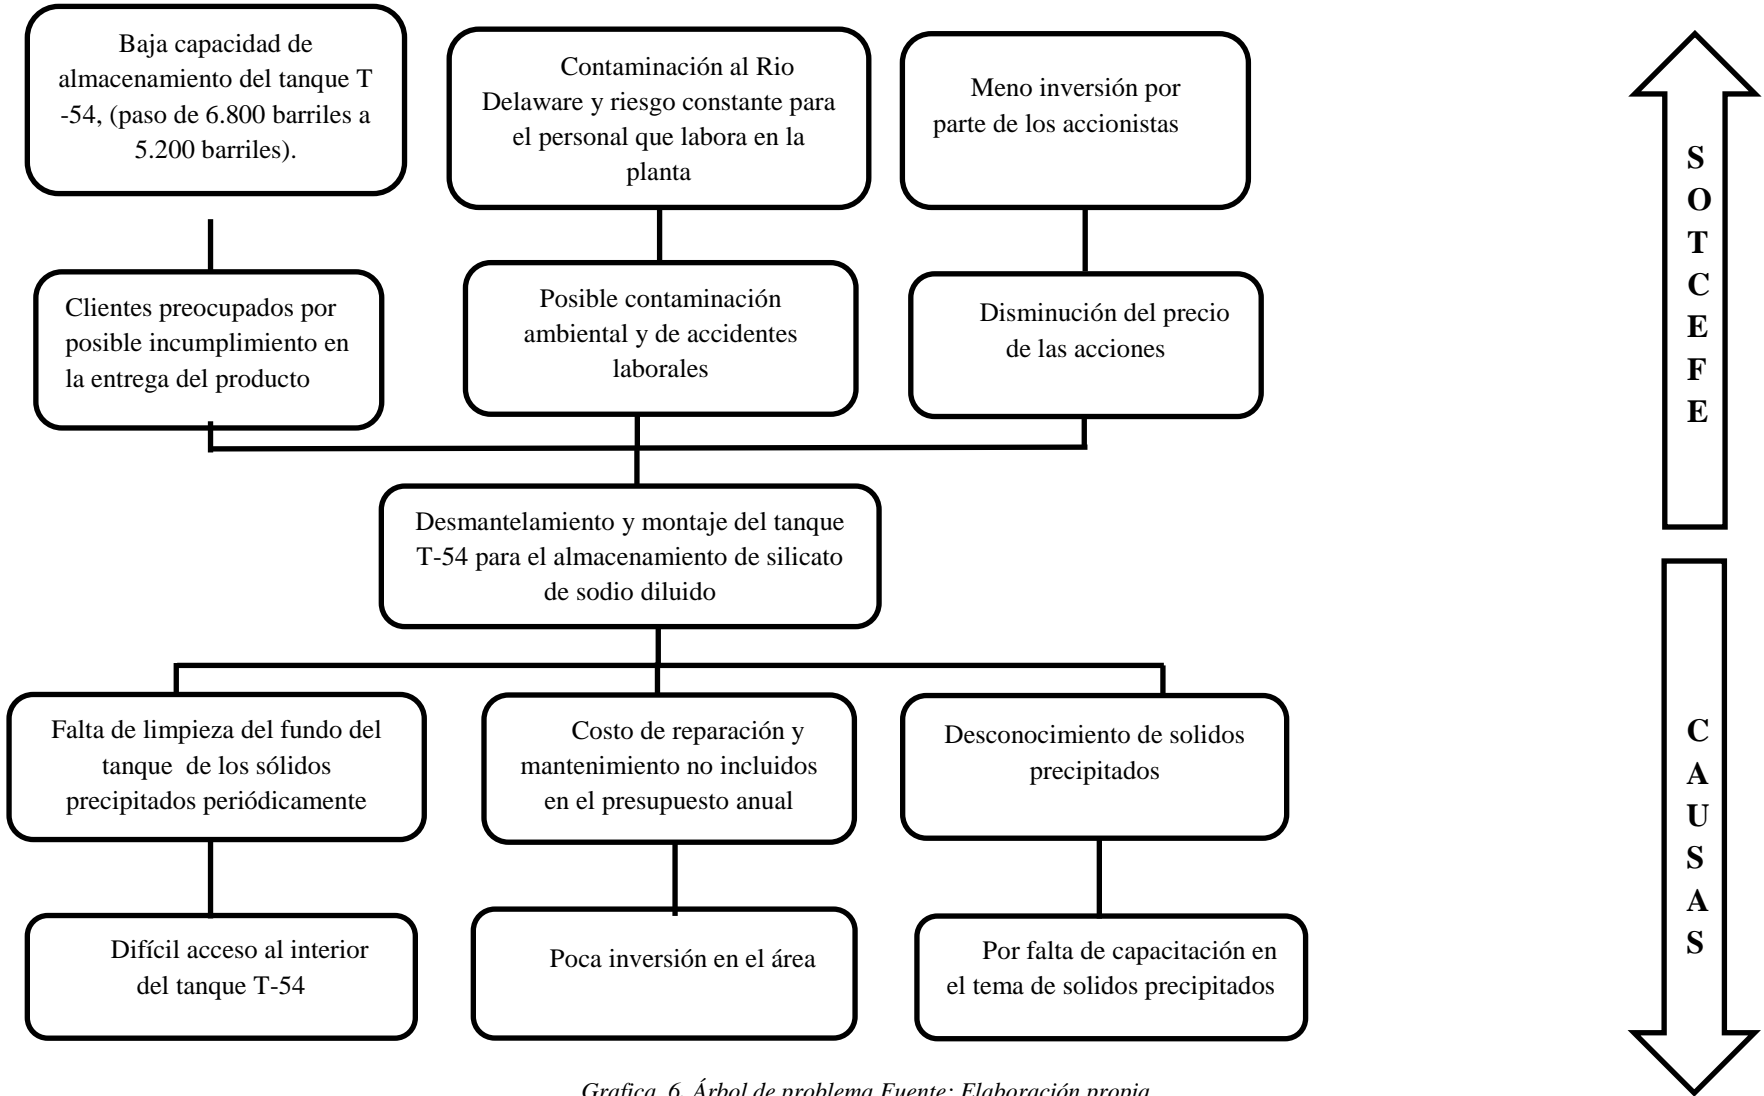 Baja capacidad de
almacenamiento del tanque T
-54, (paso de 6.800 barriles a
5.200 barriles).
Contaminación al Rio
Delaware y riesgo constante para
el personal que labora en la
planta
Meno inversión por
parte de los accionistas
Clientes preocupados por
posible incumplimiento en
la entrega del producto
Posible contaminación
ambiental y de accidentes
laborales
Disminución del precio
de las acciones
S
O
T
C
E
F
E
Desmantelamiento y montaje del tanque
T-54 para el almacenamiento de silicato
de sodio diluido
Falta de limpieza del fundo del
tanque de los sólidos
precipitados periódicamente
Costo de reparación y
mantenimiento no incluidos
en el presupuesto anual
Desconocimiento de solidos
precipitados
Difícil acceso al interior
del tanque T-54
Poca inversión en el área
Por falta de capacitación en
el tema de solidos precipitados
C
A
U
S
A
S
Grafica 6. Árbol de problema Fuente: Elaboración propia